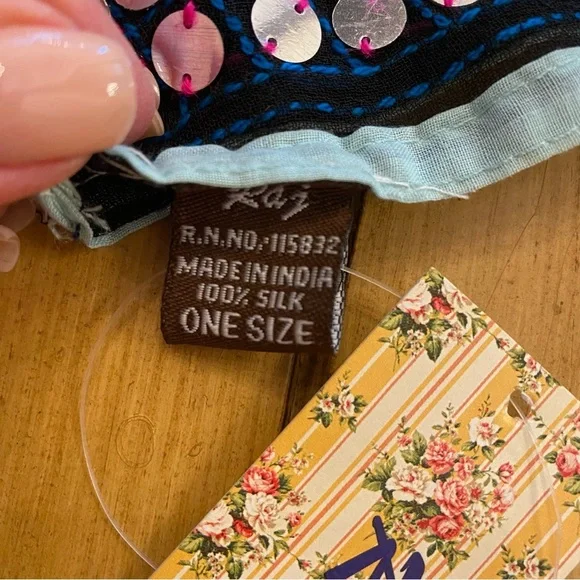 Raj
R.N.NO.:-115832
MADE IN INDIA
100% SILK
ONE SIZE